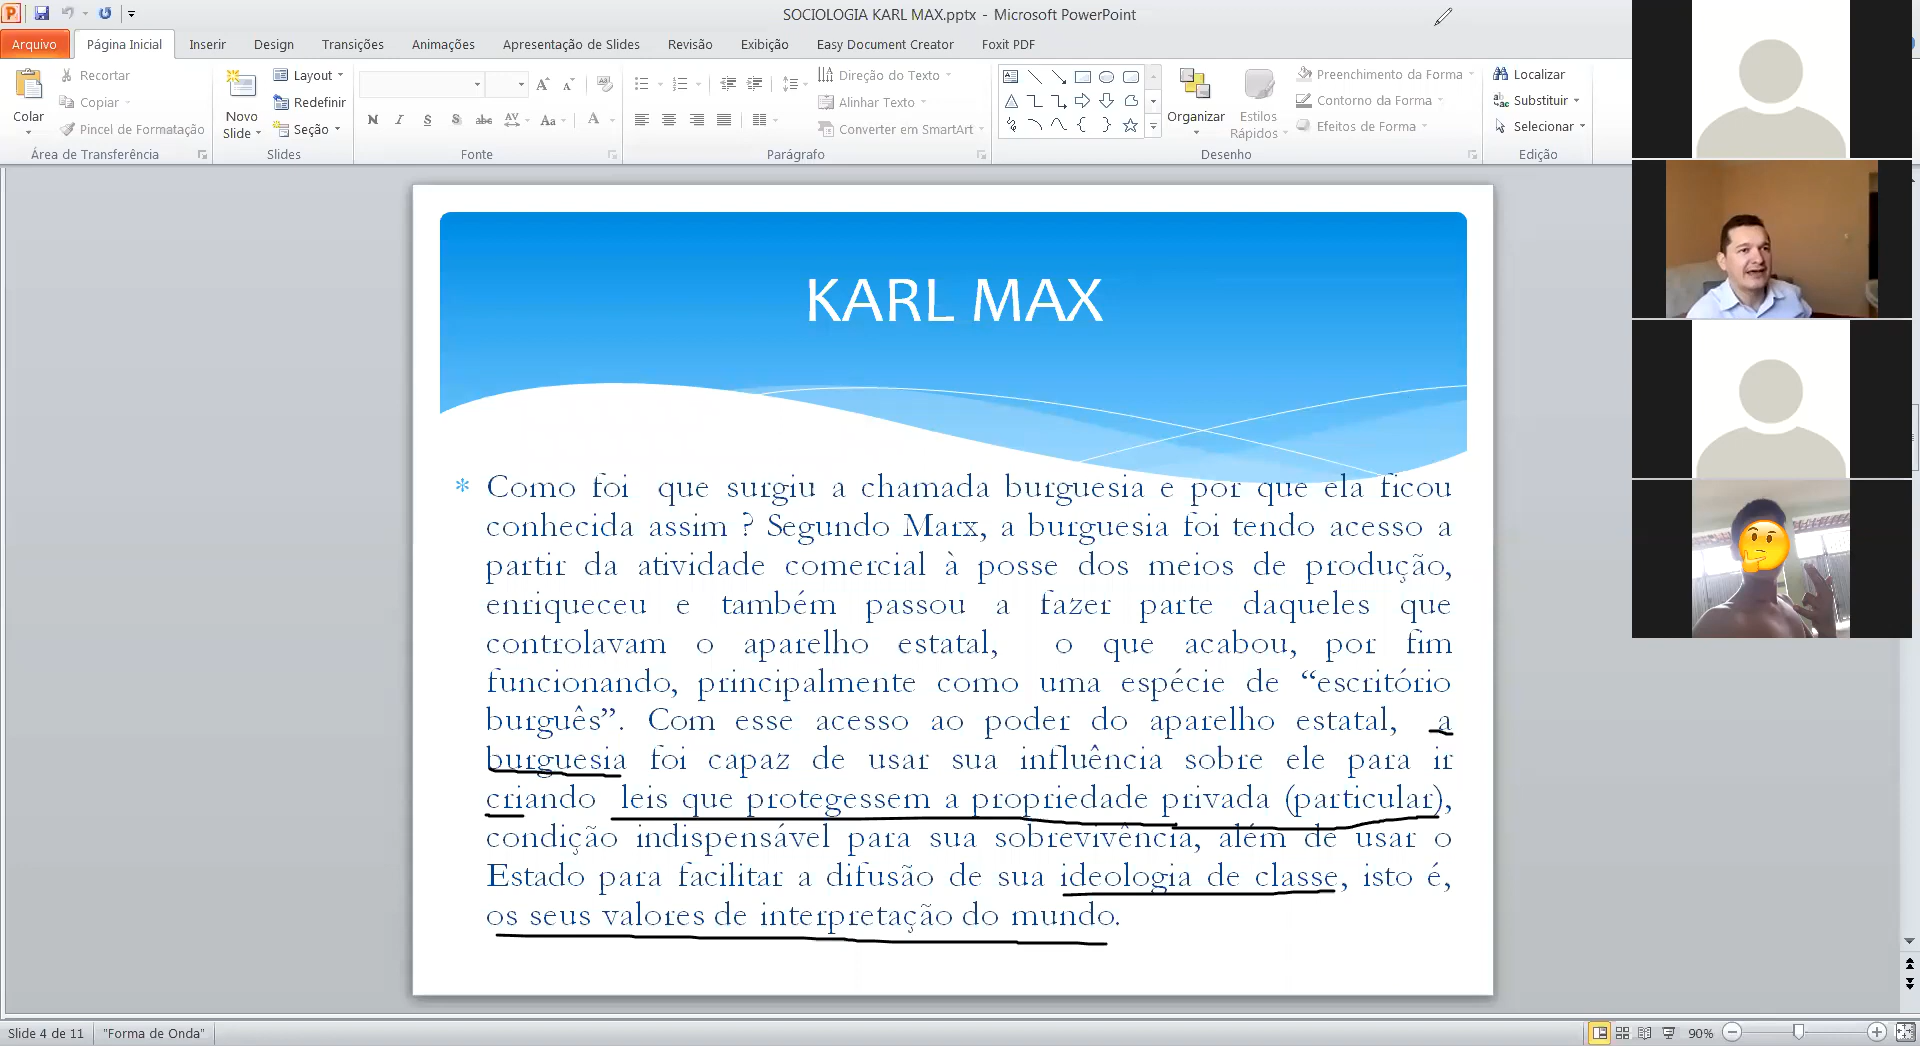 SOCIOLOGIA KARL MAX.pptx - Microsoft PowerPoint
Arquivo Página Inicial Inserir Design Transições Animações Apresentação de Slides Revisão Exibição Easy Document Creator Foxit PDF
Colar
Recortar
Copiar
Pincel de Formatação
Área de Transferência
Novo
Slide
Layout
Redefinir
Seção
Slides
N I S S abc AV Aa A
Fonte
Direção do Texto
Alinhar Texto
Converter em SmartArt
Parágrafo
Organizar
Estilos
Rápidos
Preenchimento da Forma
Contorno da Forma
Efeitos de Forma
Desenho
Localizar
Substituir
Selecionar
Edição
KARL MAX
* Como foi que surgiu a chamada burguesia e por que ela ficou
conhecida assim ? Segundo Marx, a burguesia foi tendo acesso a
partir da atividade comercial à posse dos meios de produção,
enriqueceu e também passou a fazer parte daqueles que
controlavam o aparelho estatal, o que acabou, por fim
funcionando, principalmente como uma espécie de “escritório
burguês”. Com esse acesso ao poder do aparelho estatal, a
burguesia foi capaz de usar sua influência sobre ele para ir
criando leis que protegessem a propriedade privada (particular),
condição indispensável para sua sobrevivência, além de usar o
Estado para facilitar a difusão de sua ideologia de classe, isto é,
os seus valores de interpretação do mundo.
Slide 4 de 11 "Forma de Onda" 90%